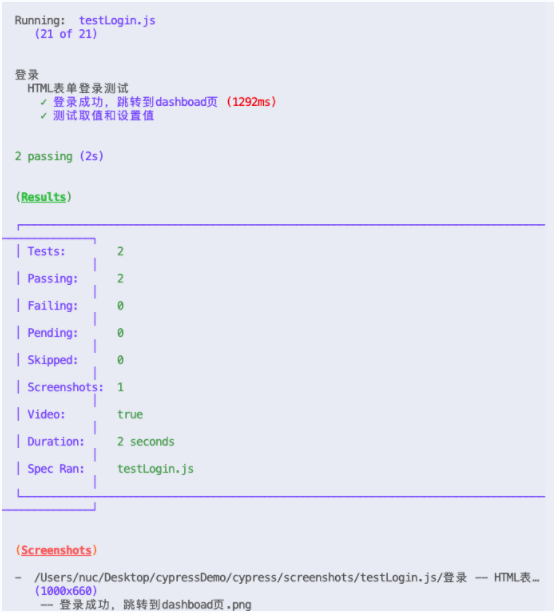 Running:  testLogin.js
(21 of 21)
登录
HTML表单登录测试
✓ 登录成功，跳转到dashboad页 (1292ms)
✓ 测试取值和设置值
2 passing (2s)
(Results)
Tests: 2
Passing: 2
Failing: 0
Pending: 0
Skipped: 0
Screenshots: 1
Video: true
Duration: 2 seconds
Spec Ran: testLogin.js
(Screenshots)
-  /Users/nuc/Desktop/cypressDemo/cypress/screenshots/testLogin.js/登录 -- HTML表…
(1000x660)
-- 登录成功，跳转到dashboad页.png